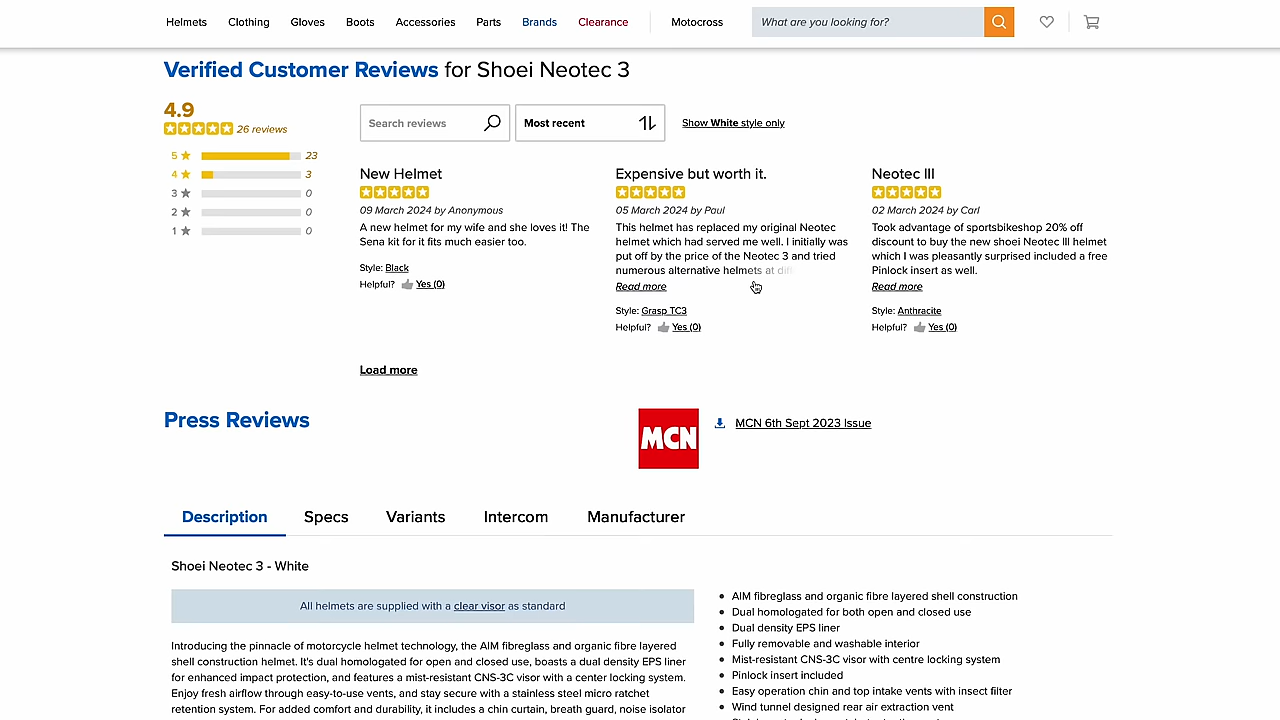 Helmets Clothing Gloves Boots Accessories Parts Brands Clearance Motocross What are you looking for?
Verified Customer Reviews for Shoei Neotec 3
4.9
26 reviews
5 23
4 3
3 0
2 0
1 0
Search reviews Most recent Show White style only
New Helmet
09 March 2024 by Anonymous
A new helmet for my wife and she loves it! The
Sena kit for it fits much easier too.
Style: Black
Helpful? Yes (0)
Expensive but worth it.
05 March 2024 by Paul
This helmet has replaced my original Neotec
helmet which had served me well. I initially was
put off by the price of the Neotec 3 and tried
numerous alternative helmets at
Read more
Style: Grasp TC3
Helpful? Yes (0)
Neotec III
02 March 2024 by Carl
Took advantage of sportsbikeshop 20% off
discount to buy the new shoei Neotec III helmet
which I was pleasantly surprised included a free
Pinlock insert as well.
Read more
Style: Anthracite
Helpful? Yes (0)
Load more
Press Reviews
MCN
MCN 6th Sept 2023 Issue
Description Specs Variants Intercom Manufacturer
Shoei Neotec 3 - White
All helmets are supplied with a clear visor as standard
Introducing the pinnacle of motorcycle helmet technology, the AIM fibreglass and organic fibre layered
shell construction helmet. It's dual homologated for open and closed use, boasts a dual density EPS liner
for enhanced impact protection, and features a mist-resistant CNS-3C visor with a center locking system.
Enjoy fresh airflow through easy-to-use vents, and stay secure with a stainless steel micro ratchet
retention system. For added comfort and durability, it includes a chin curtain, breath guard, noise isolator
AIM fibreglass and organic fibre layered shell construction
Dual homologated for both open and closed use
Dual density EPS liner
Fully removable and washable interior
Mist-resistant CNS-3C visor with centre locking system
Pinlock insert included
Easy operation chin and top intake vents with insect filter
Wind tunnel designed rear air extraction vent